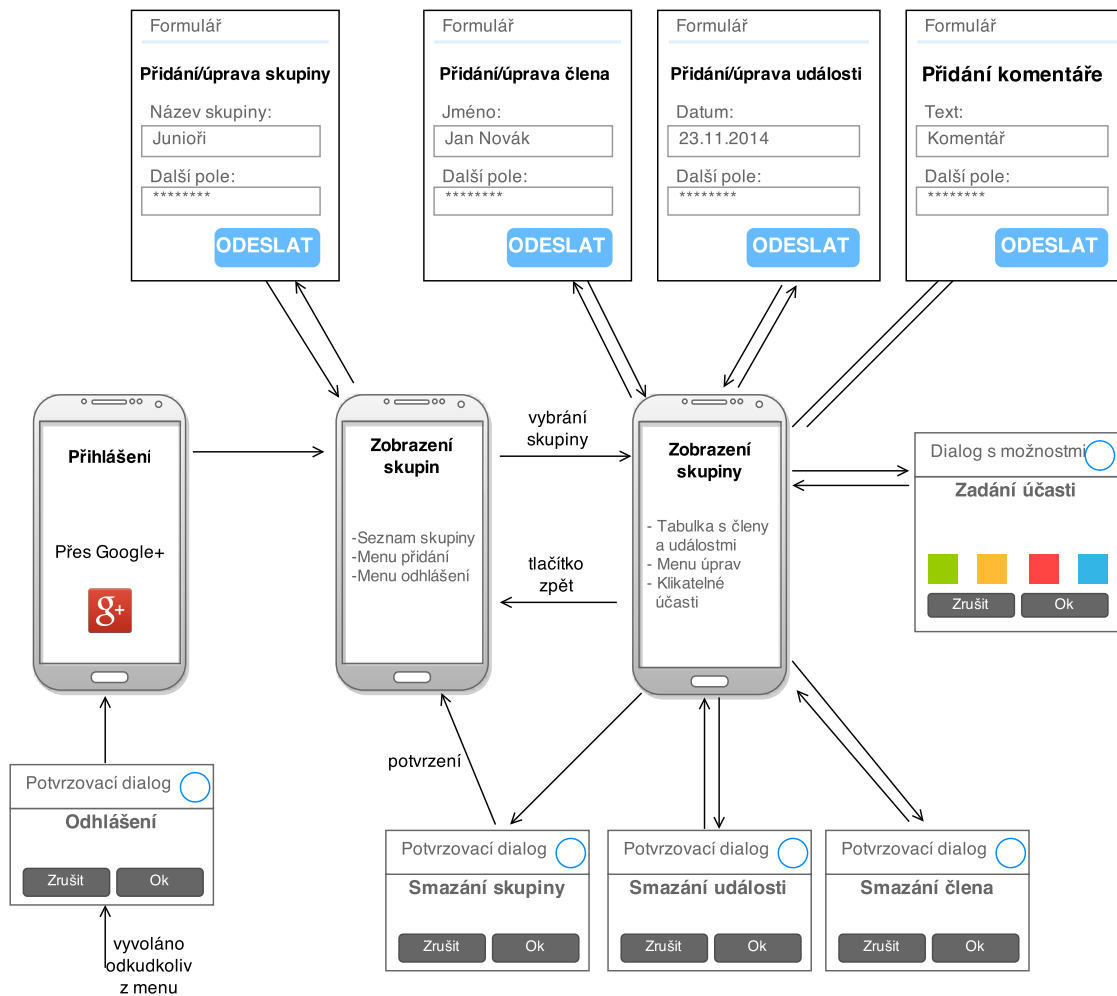 Formulář
Přidání/úprava skupiny
Název skupiny:
Junioři
Další pole:
********
ODESLAT
Formulář
Přidání/úprava člena
Jméno:
Jan Novák
Další pole:
********
ODESLAT
Formulář
Přidání/úprava události
Datum:
23.11.2014
Další pole:
********
ODESLAT
Formulář
Přidání komentáře
Text:
Komentář
Další pole:
********
ODESLAT
Přihlášení
Přes Google+
g+
Zobrazení
skupin
-Seznam skupiny
-Menu přidání
-Menu odhlášení
vybrání
skupiny
tlačítko
zpět
Zobrazení
skupiny
- Tabulka s členy
a událostmi
- Menu úprav
- Klikatelné
účasti
Dialog s možnostmi
Zadání účasti
Zrušit
Ok
potvrzení
Potvrzovací dialog
Odhlášení
Zrušit
Ok
vyvoláno
odkudkoliv
z menu
Potvrzovací dialog
Smazání skupiny
Zrušit
Ok
Potvrzovací dialog
Smazání události
Zrušit
Ok
Potvrzovací dialog
Smazání člena
Zrušit
Ok